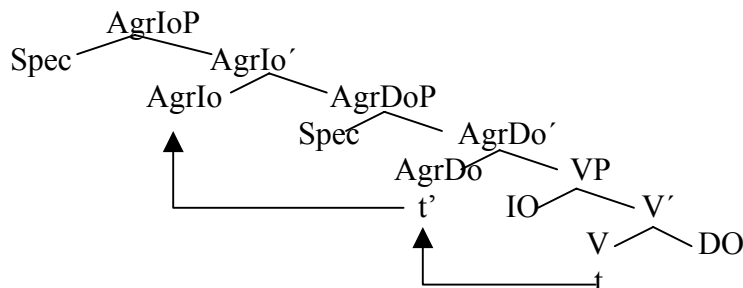 AgrIoP
Spec AgrIo´
AgrIo AgrDoP
Spec AgrDo´
AgrDo VP
t’ IO V´
V DO
t